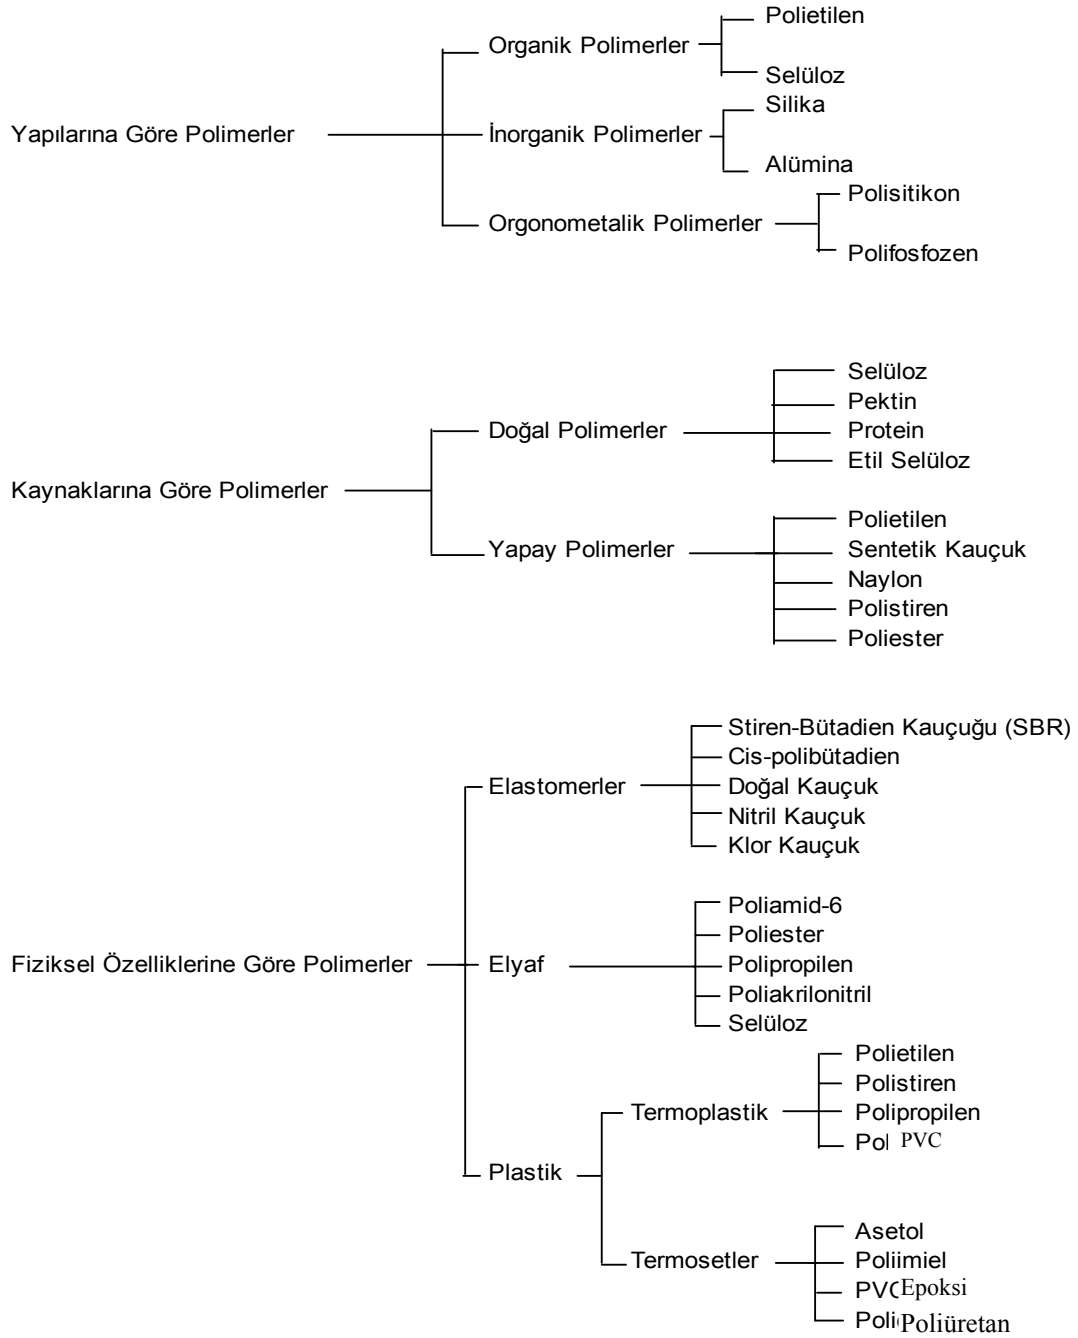 Polietilen
Organik Polimerler
Selüloz
Silika
Yapılarına Göre Polimerler
İnorganik Polimerler
Alümina
Polisitikon
Orgonometalik Polimerler
Polifosfozen
Selüloz
Pektin
Doğal Polimerler
Protein
Etil Selüloz
Kaynaklarına Göre Polimerler
Polietilen
Yapay Polimerler
Sentetik Kauçuk
Naylon
Polistiren
Poliester
Stiren-Bütadien Kauçuğu (SBR)
Cis-polibütadien
Elastomerler
Doğal Kauçuk
Nitril Kauçuk
Klor Kauçuk
Poliamid-6
Poliester
Fiziksel Özelliklerine Göre Polimerler
Elyaf
Polipropilen
Poliakrilonitril
Selüloz
Polietilen
Polistiren
Termoplastik
Polipropilen
Pol PVC
Plastik
Asetol
Termosetler
Poliimiel
PVC Epoksi
Poli Poliüretan